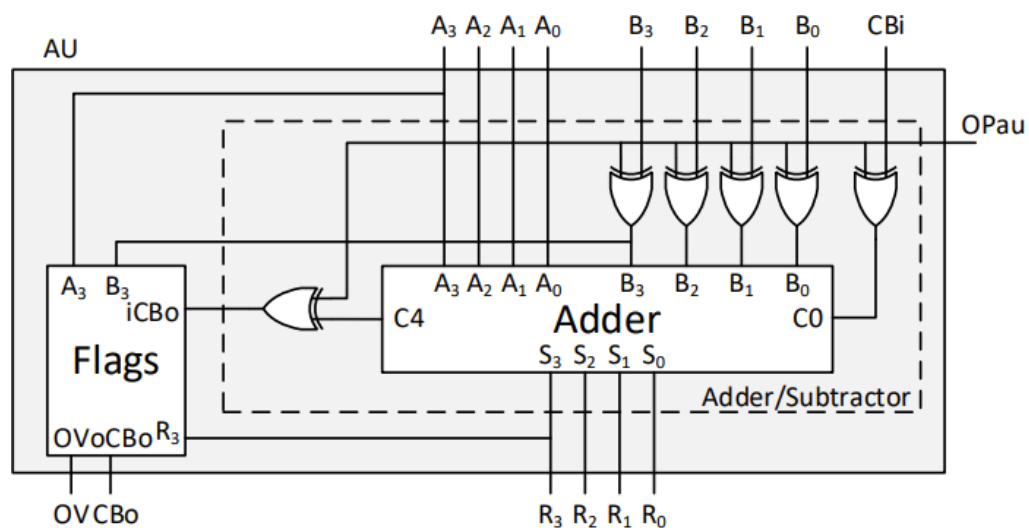 A3 A2 A1 A0 B3 B2 B1 B0 CBi
AU
OPau
A3 B3 A3 A2 A1 A0 B3 B2 B1 B0
iCBo C4 Adder C0
Flags
S3 S2 S1 S0
Adder/Subtractor
OVo CBo R3
OV CBo R3 R2 R1 R0